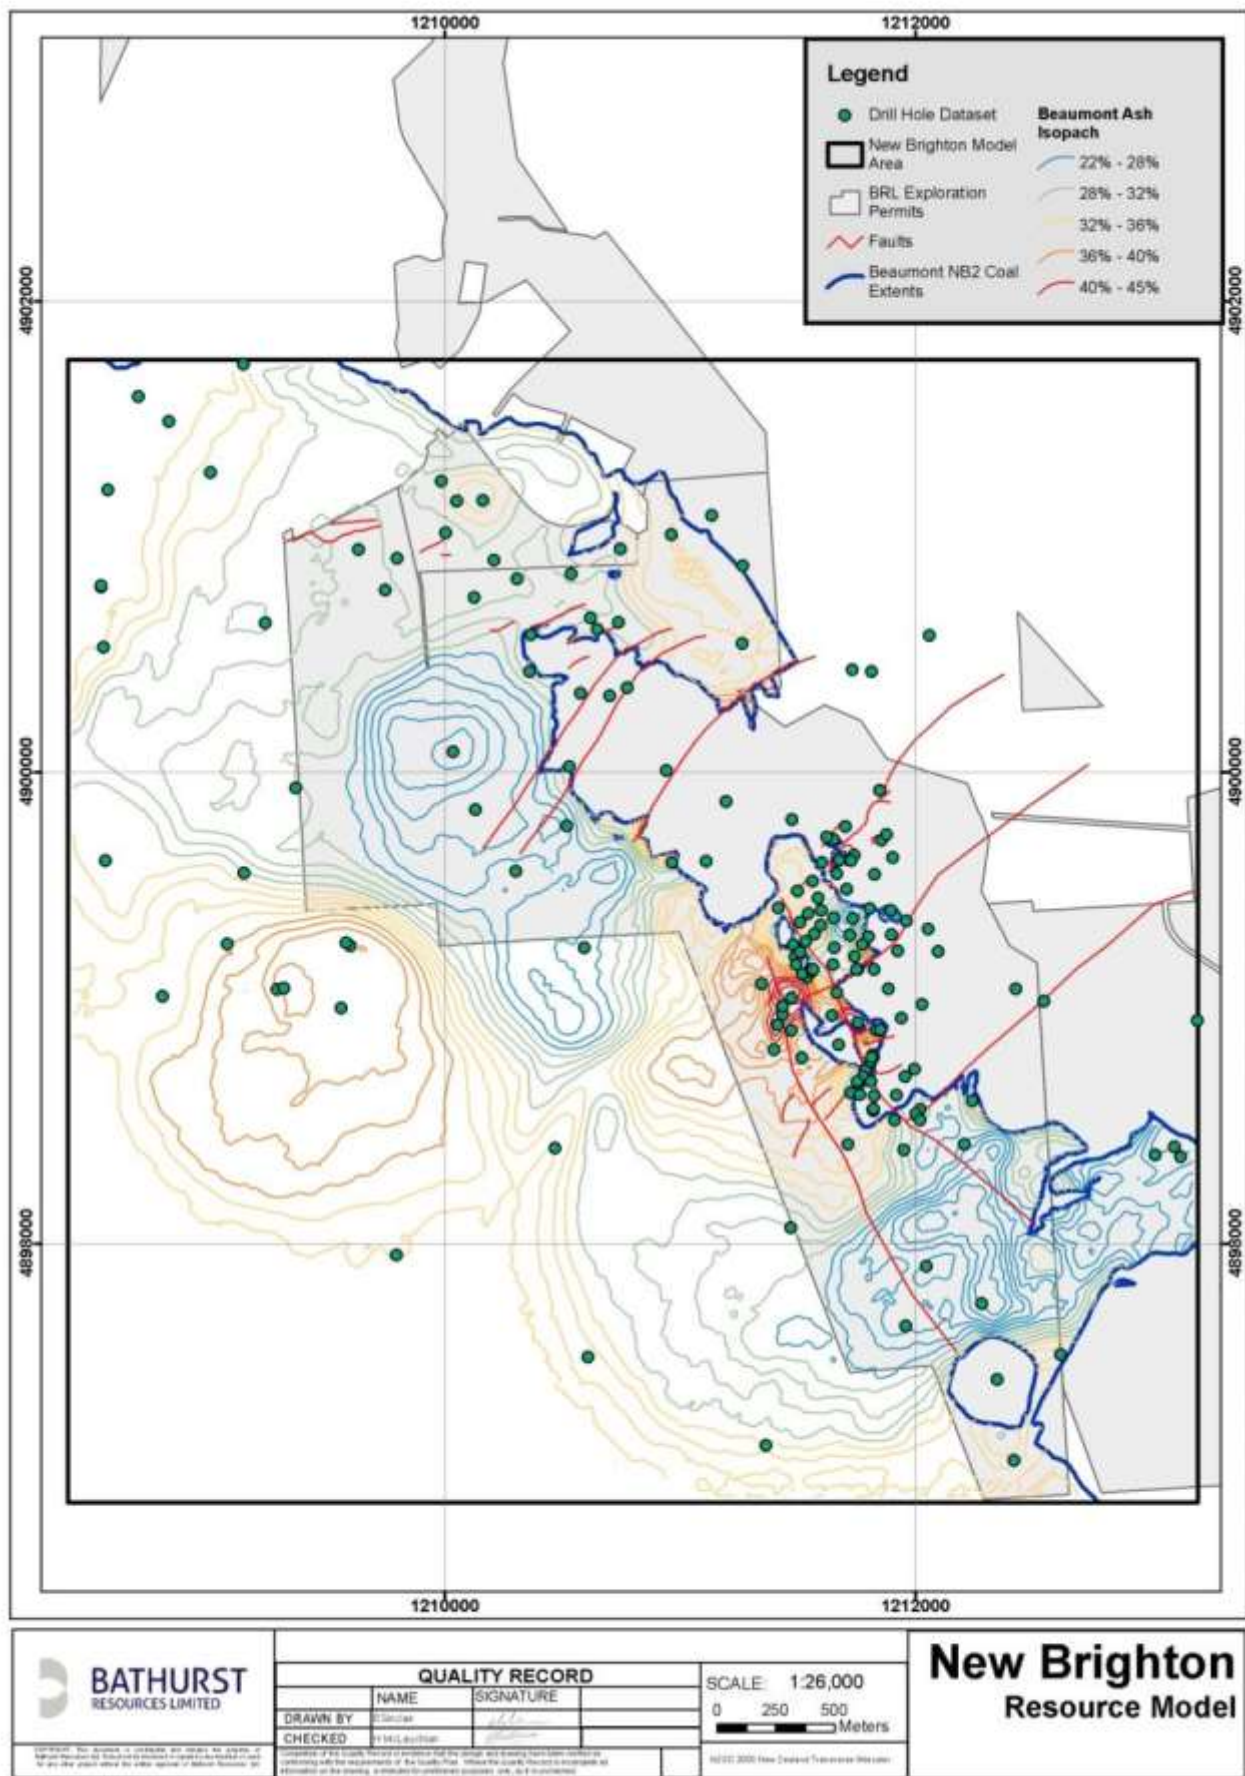 1210000
1212000
Legend
Drill Hole Dataset
New Brighton Model
Area
BRL Exploration
Permits
Faults
Beaumont NB2 Coal
Extents
Beaumont Ash
Isopach
22% - 28%
28% - 32%
32% - 36%
36% - 40%
40% - 45%
4902000
4902000
4900000
4900000
4898000
4898000
1210000
1212000
BATHURST
RESOURCES LIMITED
QUALITY RECORD
NAME
SIGNATURE
DRAWN BY
CHECKED
SCALE: 1:26,000
0 250 500
Meters
New Brighton
Resource Model